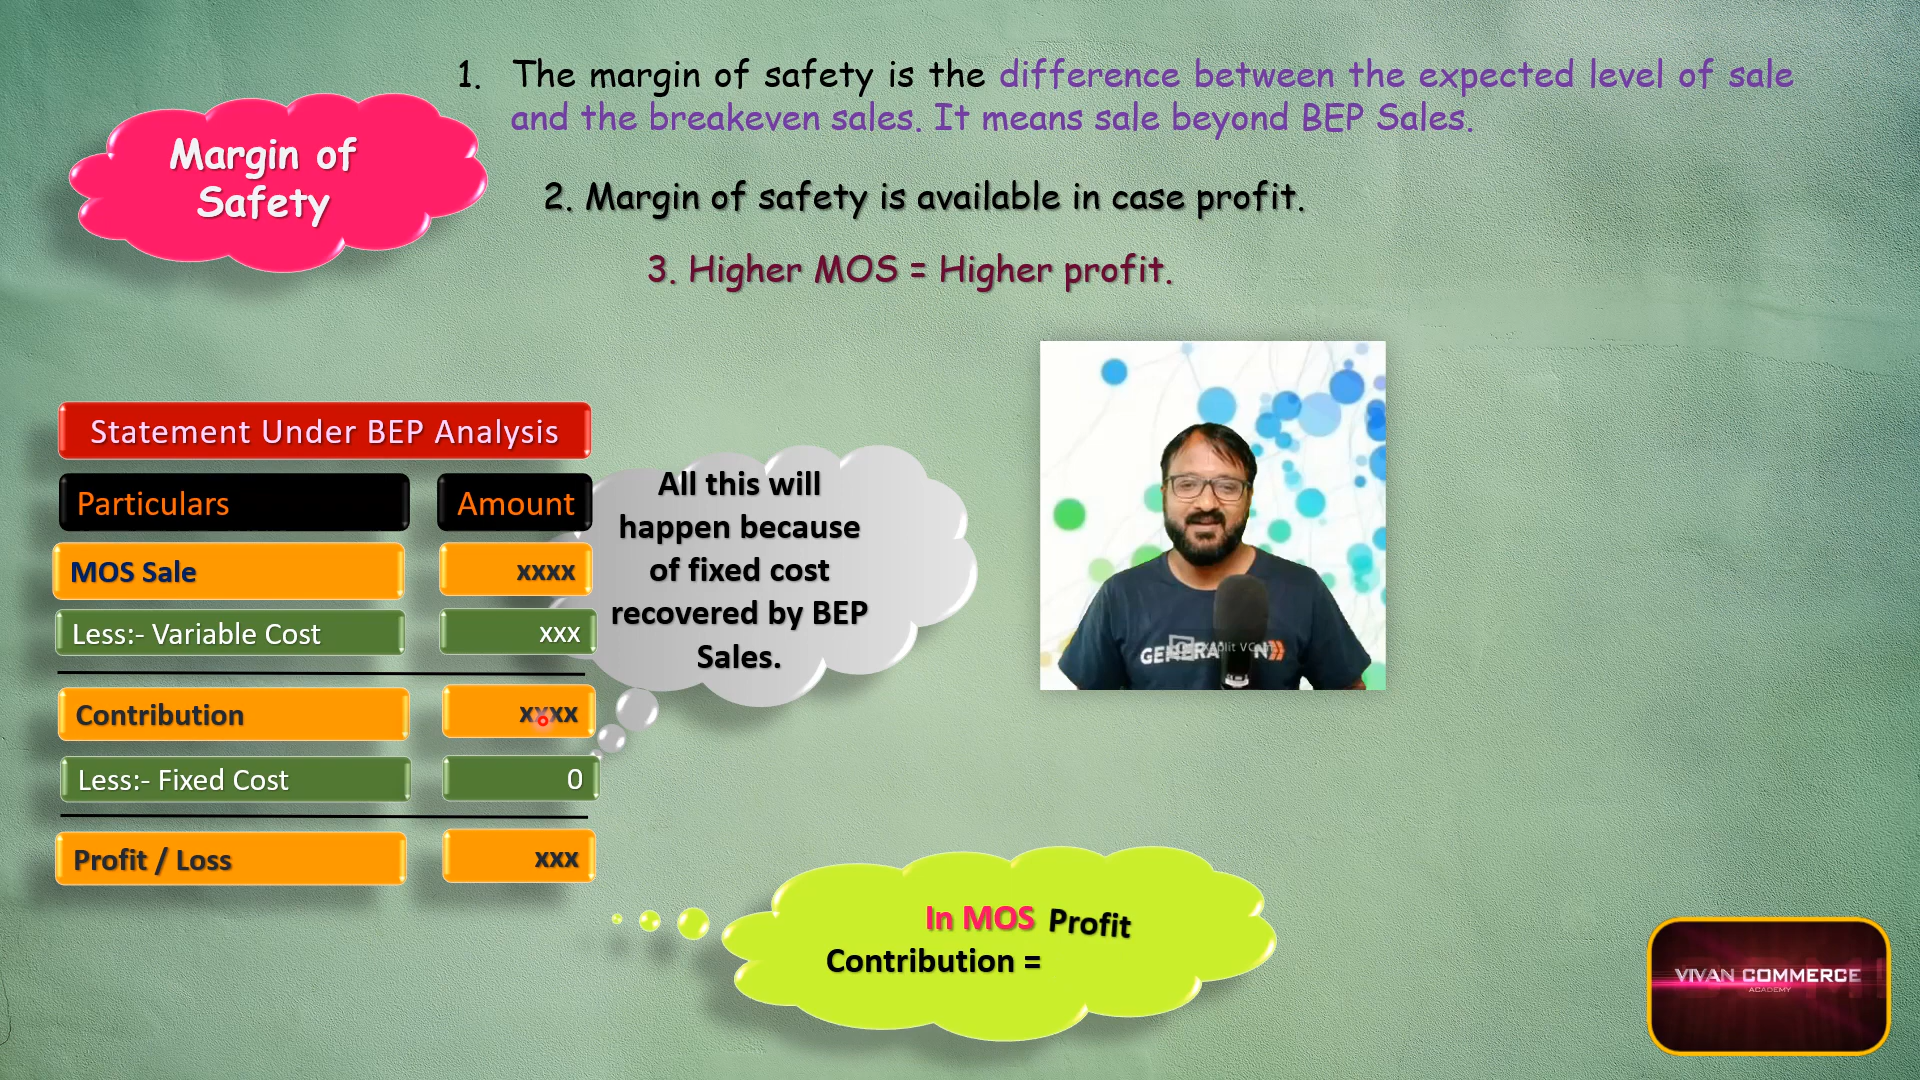 1. The margin of safety is the difference between the expected level of sale
and the breakeven sales. It means sale beyond BEP Sales.
Margin of
Safety
2. Margin of safety is available in case profit.
3. Higher MOS = Higher profit.
Statement Under BEP Analysis
Particulars Amount
MOS Sale xxxx
Less:- Variable Cost xxx
Contribution xxxx
Less:- Fixed Cost 0
Profit / Loss xxx
All this will
happen because
of fixed cost
recovered by BEP
Sales.
In MOS Profit
Contribution =
VIVAN COMMERCE
ACADEMY